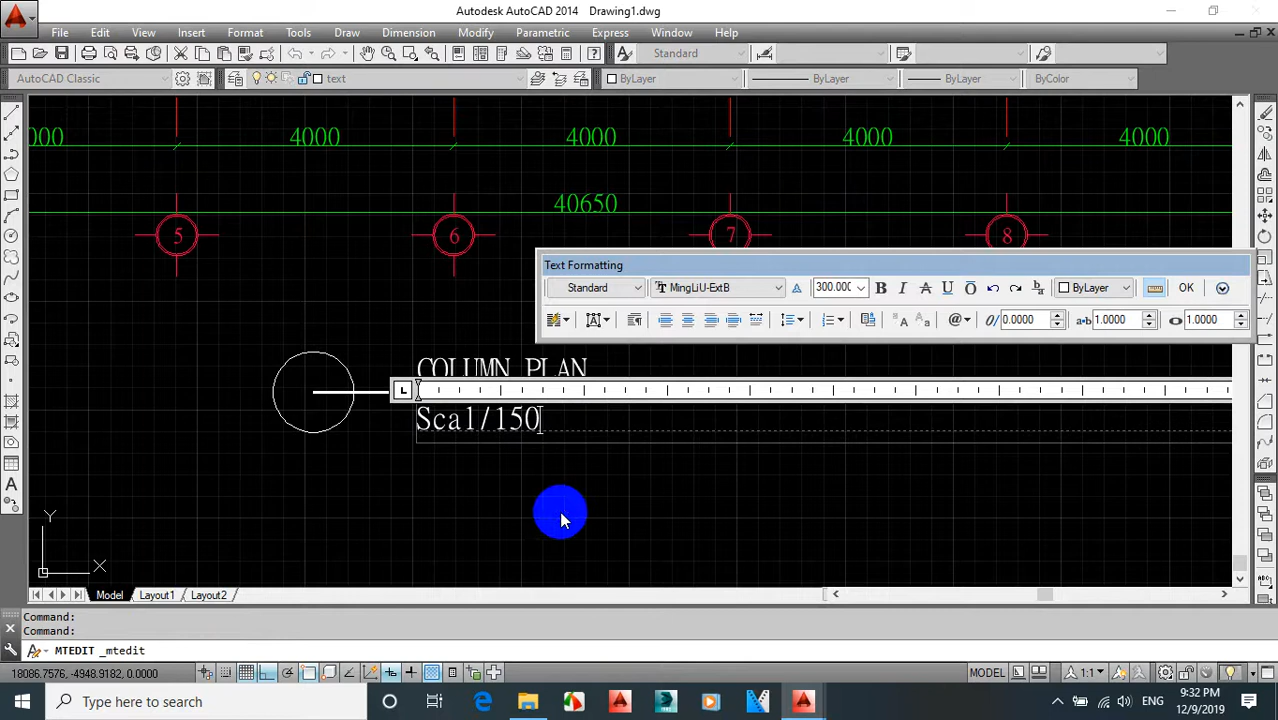 Autodesk AutoCAD 2014 Drawing1.dwg
File Edit View Insert Format Tools Draw Dimension Modify Parametric Express Window Help
Standard
AutoCAD Classic text ByLayer ByLayer ByLayer ByColor
000 4000 4000 4000 4000
40650
5 6 7 8
Text Formatting
Standard MingLiU-ExtB 300.000 B I A U O ByLayer OK
0.0000 a•b 1.0000 1.0000
COLUMN PLAN
Scal/150
Y
X
Model Layout1 Layout2
Command:
Command:
MTEDIT _mtedit
18086.7576, -4948.9182, 0.0000 MODEL 1:1
Type here to search
ENG 9:32 PM
12/9/2019